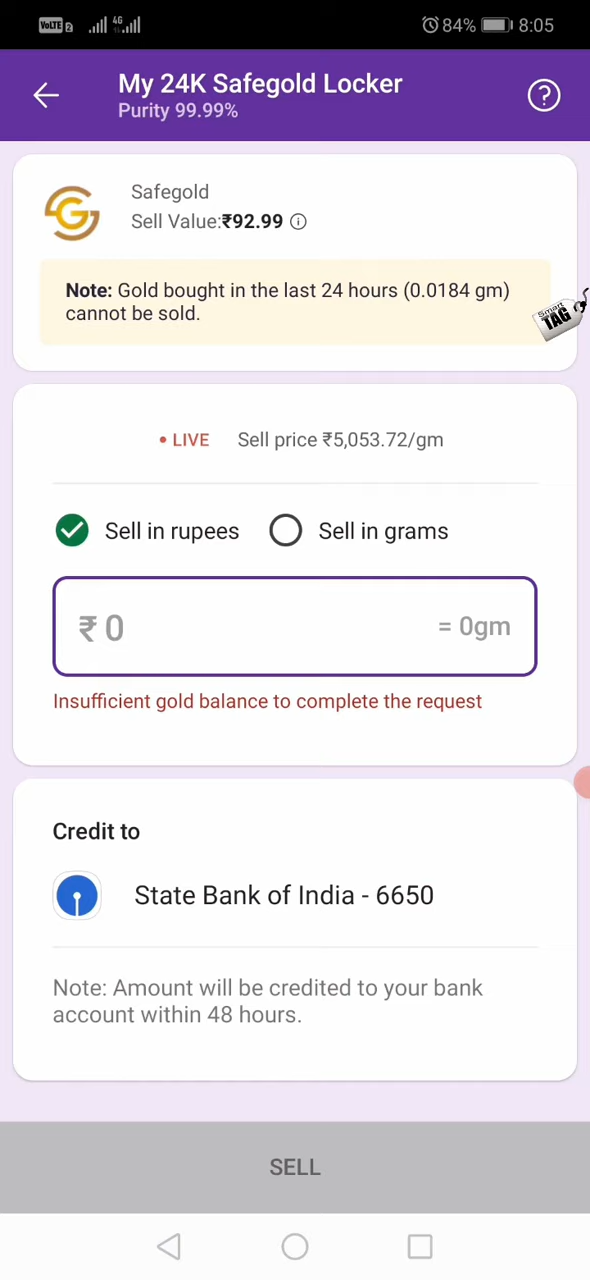 VoLTE 2 4G 84% 8:05
My 24K Safegold Locker
Purity 99.99%
?
Safegold
Sell Value:₹92.99
Note: Gold bought in the last 24 hours (0.0184 gm)
cannot be sold.
Smart
TAG
• LIVE Sell price ₹5,053.72/gm
Sell in rupees Sell in grams
₹ 0 = 0gm
Insufficient gold balance to complete the request
Credit to
State Bank of India - 6650
Note: Amount will be credited to your bank
account within 48 hours.
SELL